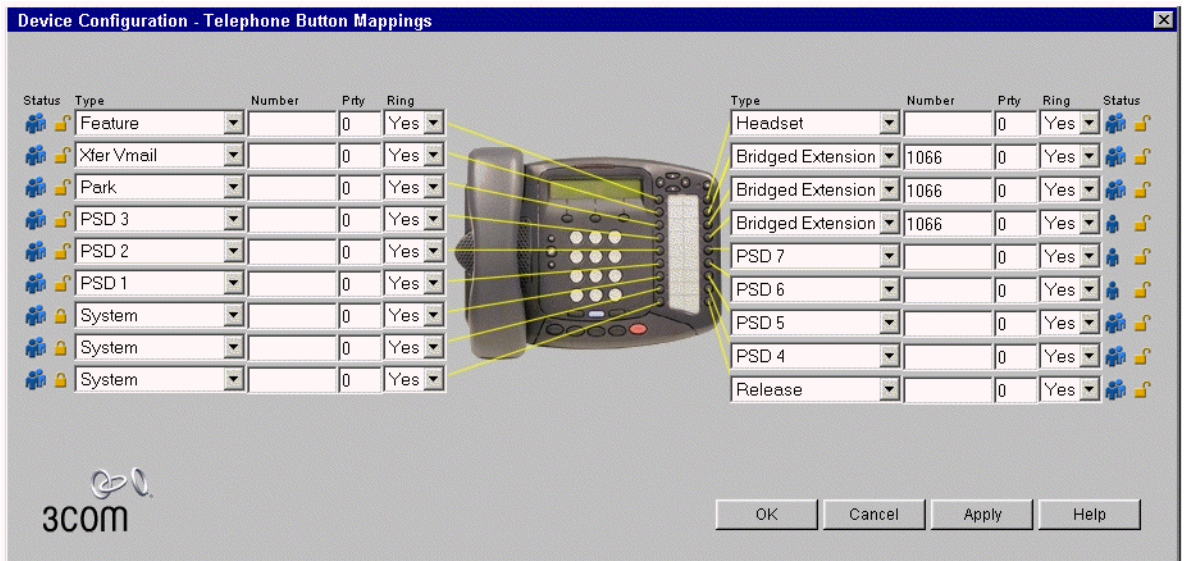 Device Configuration - Telephone Button Mappings
Status Type Number Prty Ring Type Number Prty Ring Status
Feature 0 Yes Headset 0 Yes
Xfer Vmail 0 Yes Bridged Extension 1066 0 Yes
Park 0 Yes Bridged Extension 1066 0 Yes
PSD 3 0 Yes Bridged Extension 1066 0 Yes
PSD 2 0 Yes PSD 7 0 Yes
PSD 1 0 Yes PSD 6 0 Yes
System 0 Yes PSD 5 0 Yes
System 0 Yes PSD 4 0 Yes
System 0 Yes Release 0 Yes
3COM
OK Cancel Apply Help